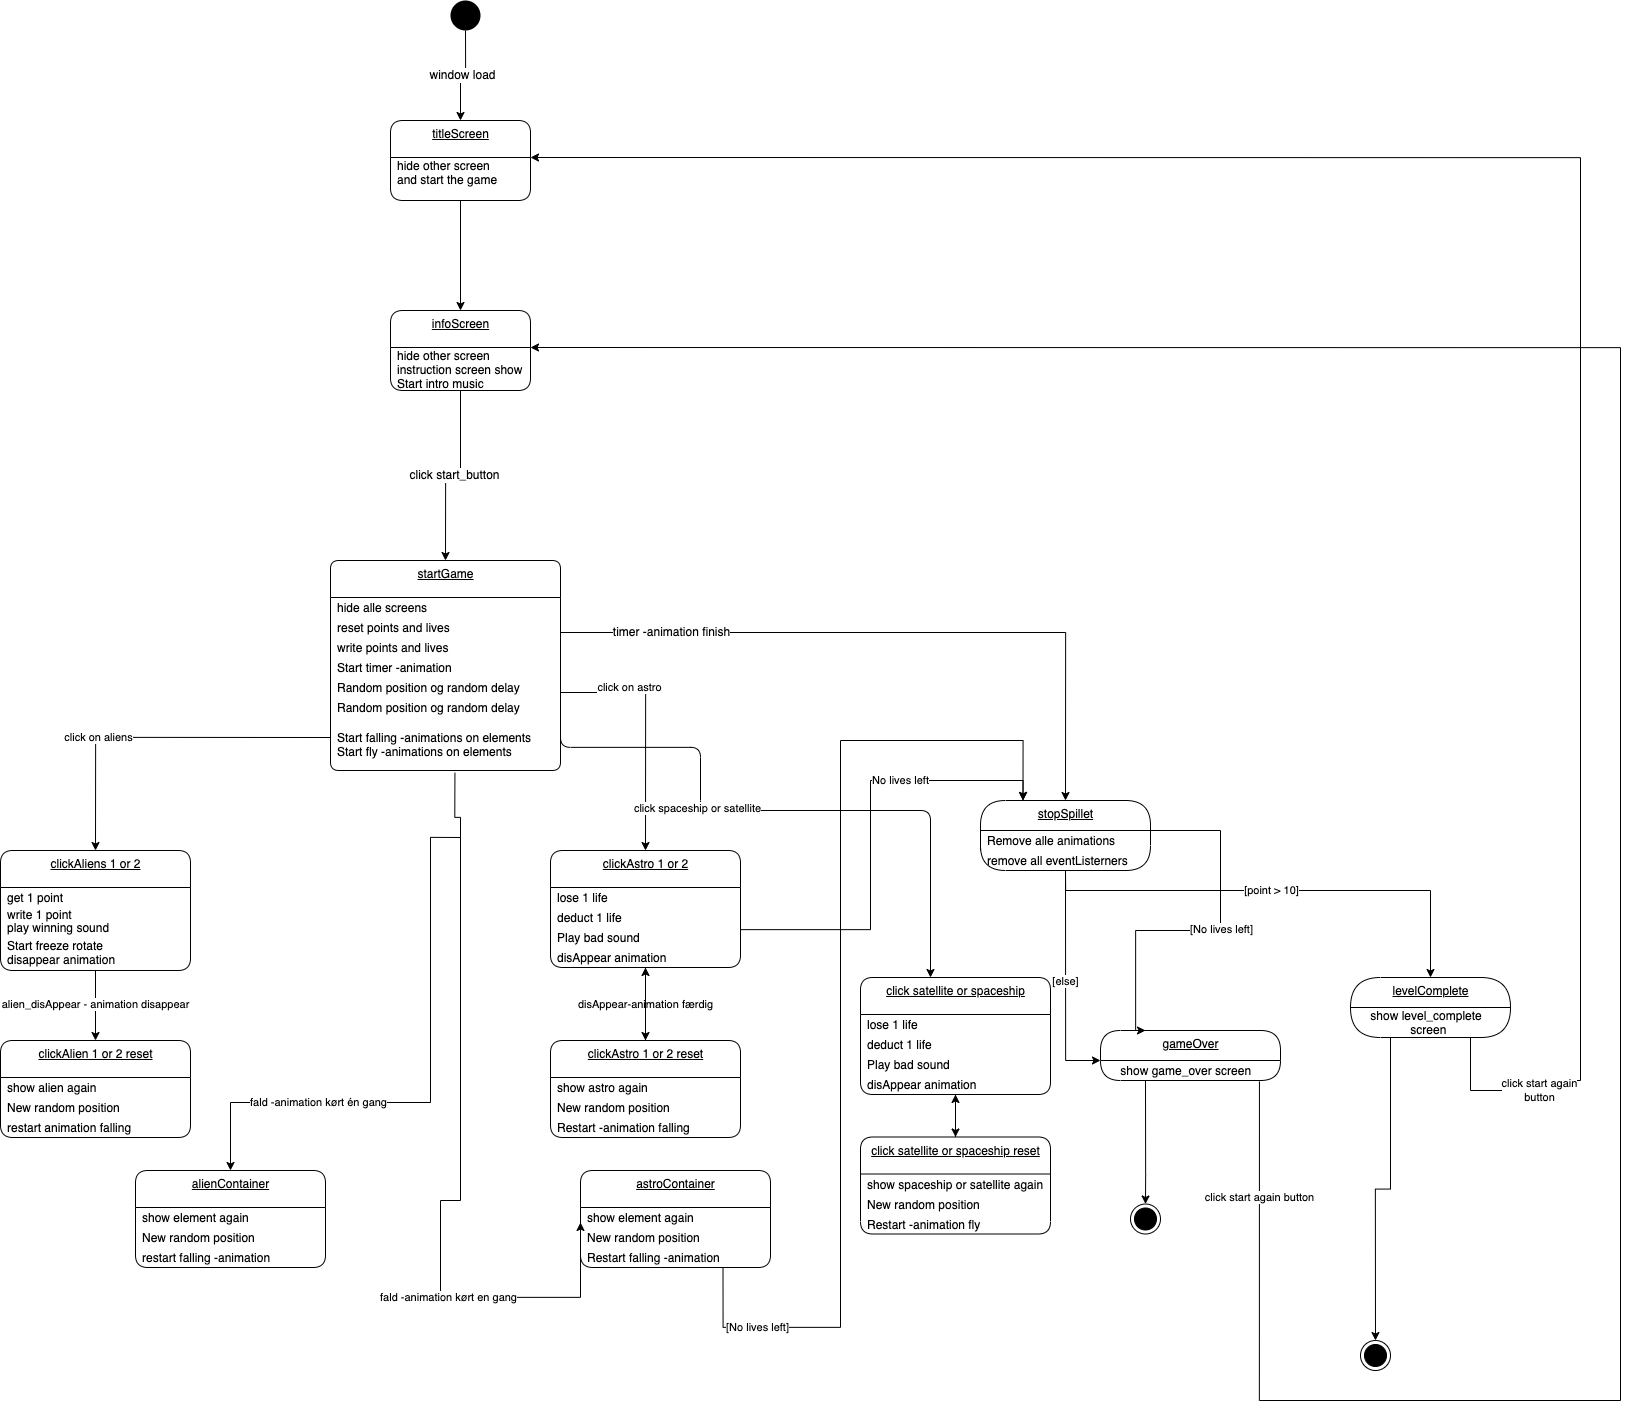 window load
titleScreen
hide other screen
and start the game
infoScreen
hide other screen
instruction screen show
Start intro music
click start_button
startGame
hide alle screens
reset points and lives
write points and lives
Start timer -animation
Random position og random delay
Random position og random delay
Start falling -animations on elements
Start fly -animations on elements
timer -animation finish
click on astro
click on aliens
click spaceship or satellite
No lives left
stopSpillet
Remove alle animations
remove all eventListerners
clickAliens 1 or 2
get 1 point
write 1 point
play winning sound
Start freeze rotate
disappear animation
clickAstro 1 or 2
lose 1 life
deduct 1 life
Play bad sound
disAppear animation
[point > 10]
[No lives left]
[else]
click satellite or spaceship
lose 1 life
deduct 1 life
Play bad sound
disAppear animation
levelComplete
show level_complete
screen
alien_disAppear - animation disappear
disAppear-animation færdig
gameOver
show game_over screen
clickAlien 1 or 2 reset
show alien again
New random position
restart animation falling
clickAstro 1 or 2 reset
show astro again
New random position
Restart -animation falling
click start again
button
fald -animation kørt én gang
click satellite or spaceship reset
show spaceship or satellite again
New random position
Restart -animation fly
alienContainer
show element again
New random position
restart falling -animation
astroContainer
show element again
New random position
Restart falling -animation
click start again button
fald -animation kørt en gang
[No lives left]